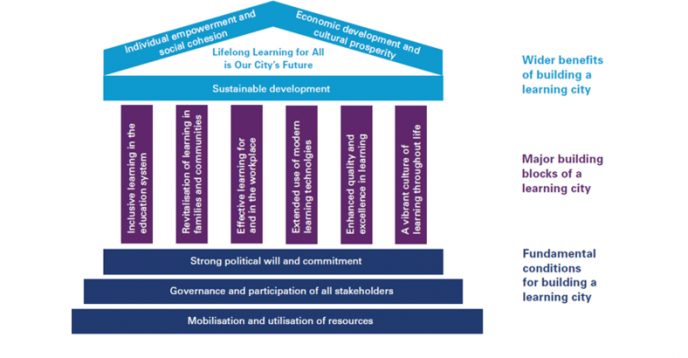 Individual empowerment and
social cohesion
Economic development and
cultural prosperity
Lifelong Learning for All
is Our City's Future
Sustainable development
Wider benefits
of building a
learning city
Inclusive learning in the
education system
Revitalisation of learning in
families and communities
Effective learning for
and in the workplace
Extended use of modern
learning technolgies
Enhanced quality and
excellence in learning
A vibrant culture of
learning throughout life
Major building
blocks of a
learning city
Strong political will and commitment
Governance and participation of all stakeholders
Mobilisation and utilisation of resources
Fundamental
conditions
for building a
learning city